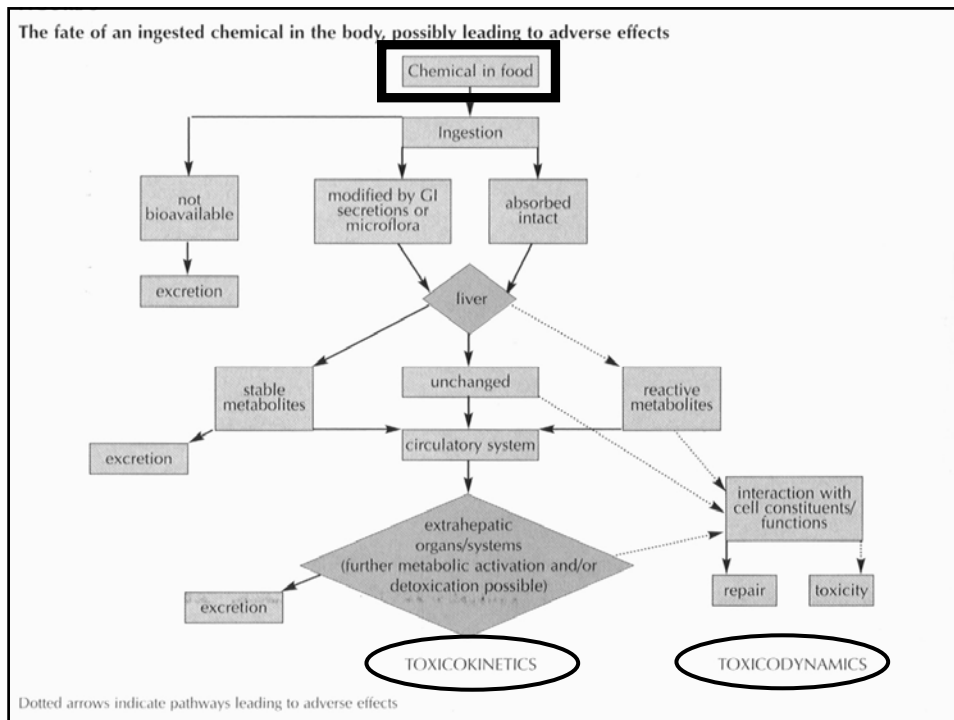 The fate of an ingested chemical in the body, possibly leading to adverse effects
Chemical in food
Ingestion
not
bioavailable
modified by GI
secretions or
microflora
absorbed
intact
excretion
liver
stable
metabolites
unchanged
reactive
metabolites
circulatory system
excretion
interaction with
cell constituents/
functions
extrahepatic
organs/systems
(further metabolic activation and/or
detoxication possible)
repair
toxicity
excretion
TOXICOKINETICS
TOXICODYNAMICS
Dotted arrows indicate pathways leading to adverse effects